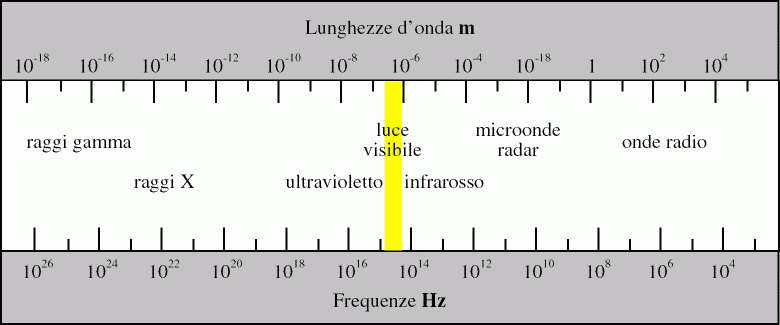 Lunghezze d'onda m
10⁻¹⁸ 10⁻¹⁶ 10⁻¹⁴ 10⁻¹² 10⁻¹⁰ 10⁻⁸ 10⁻⁶ 10⁻⁴ 10⁻¹⁸ 1 10² 10⁴
raggi gamma
luce
visibile
microonde
radar
onde radio
raggi X
ultravioletto
infrarosso
10²⁶ 10²⁴ 10²² 10²⁰ 10¹⁸ 10¹⁶ 10¹⁴ 10¹² 10¹⁰ 10⁸ 10⁶ 10⁴
Frequenze Hz